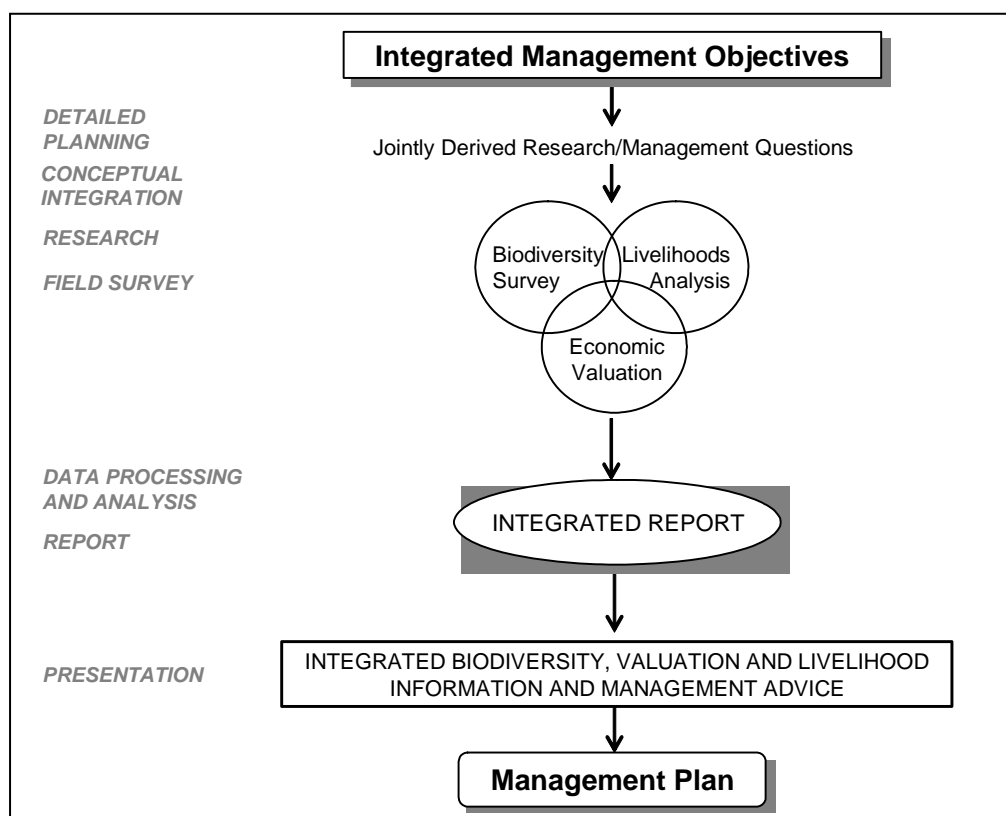 Integrated Management Objectives
DETAILED
PLANNING
Jointly Derived Research/Management Questions
CONCEPTUAL
INTEGRATION
RESEARCH
FIELD SURVEY
Biodiversity
Survey
Livelihoods
Analysis
Economic
Valuation
DATA PROCESSING
AND ANALYSIS
REPORT
INTEGRATED REPORT
PRESENTATION
INTEGRATED BIODIVERSITY, VALUATION AND LIVELIHOOD
INFORMATION AND MANAGEMENT ADVICE
Management Plan